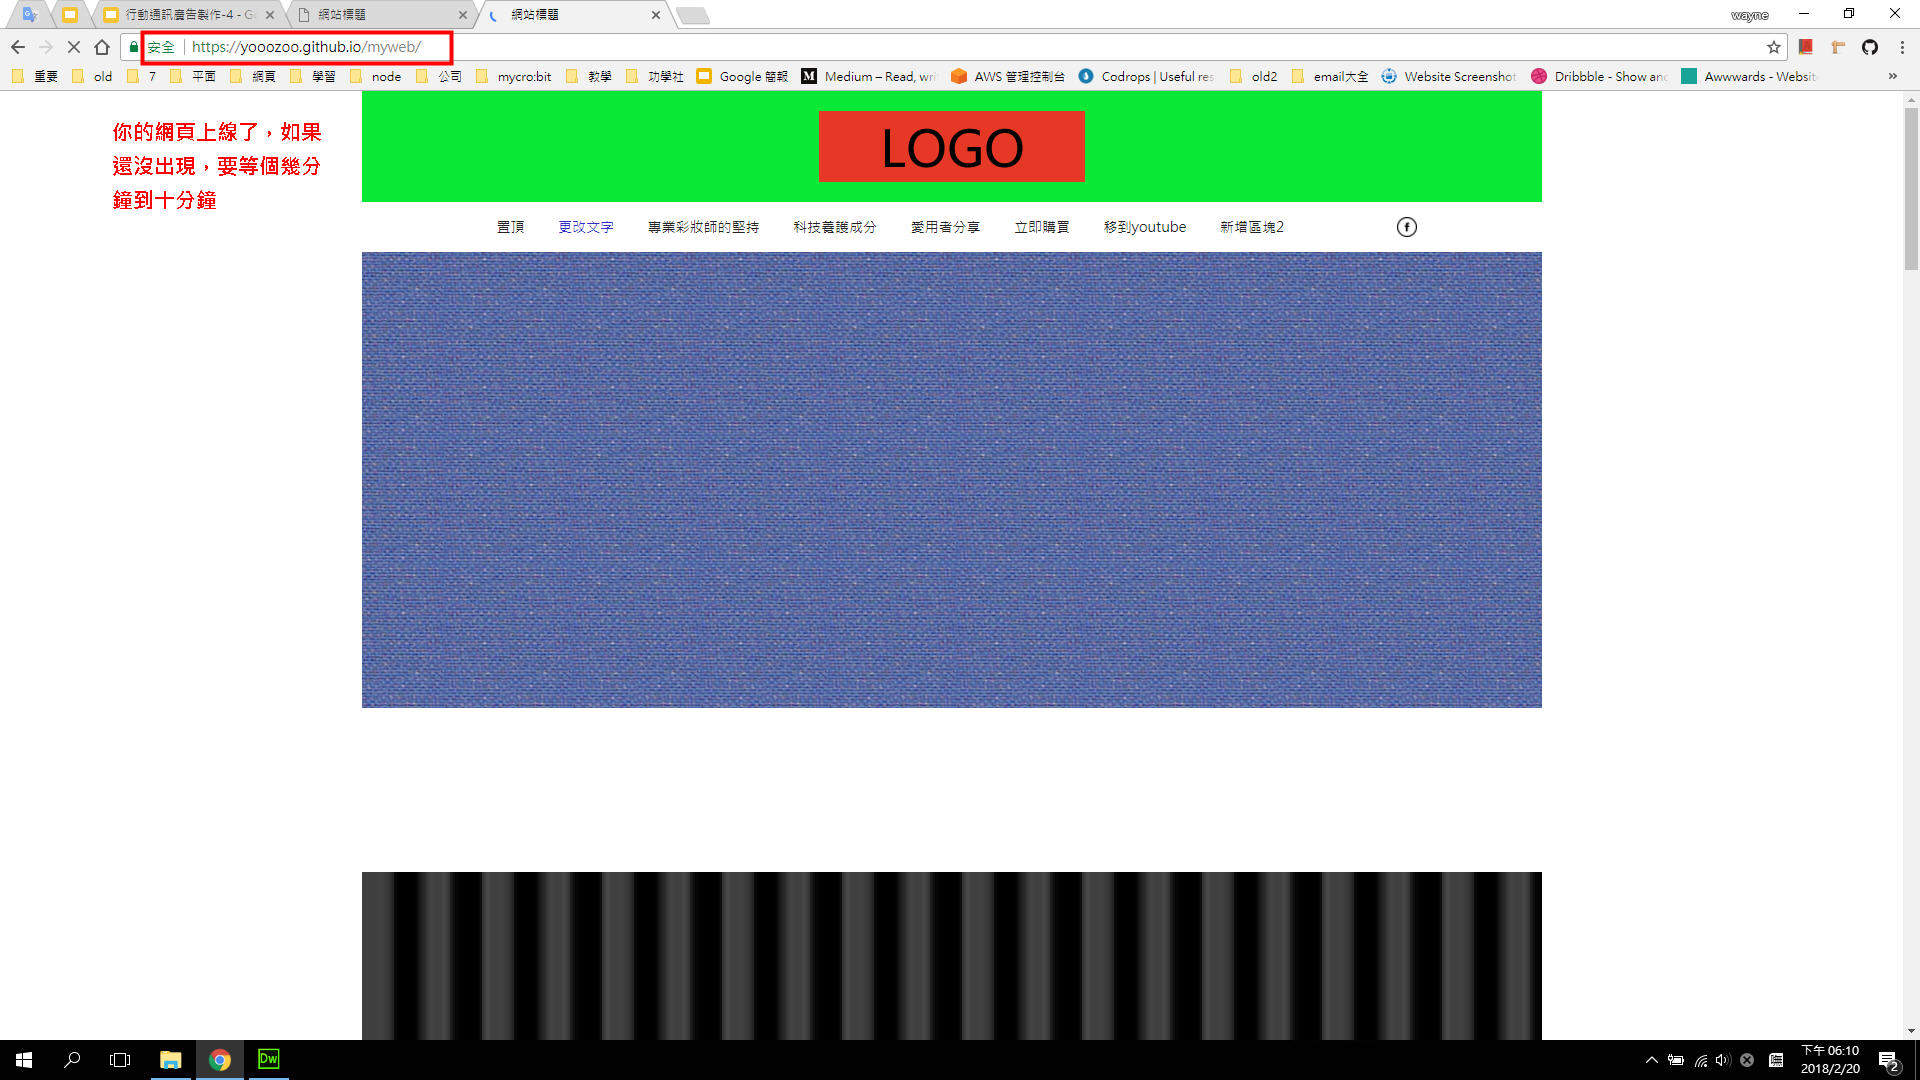 行動通訊廣告製作-4 - G
網站標題
網站標題
wayne
安全
https://yooozoo.github.io/myweb/
重要
old
7
平面
網頁
學習
node
公司
mycro:bit
教學
功學社
Google 簡報
Medium – Read, wri
AWS 管理控制台
Codrops | Useful res
old2
email大全
Website Screenshot
Dribbble - Show and
Awwwards - Websit
你的網頁上線了，如果
還沒出現，要等個幾分
鐘到十分鐘
LOGO
置頂
更改文字
專業彩妝師的堅持
科技養護成分
愛用者分享
立即購買
移到youtube
新增區塊2
Dw
下午 06:10
2018/2/20
2